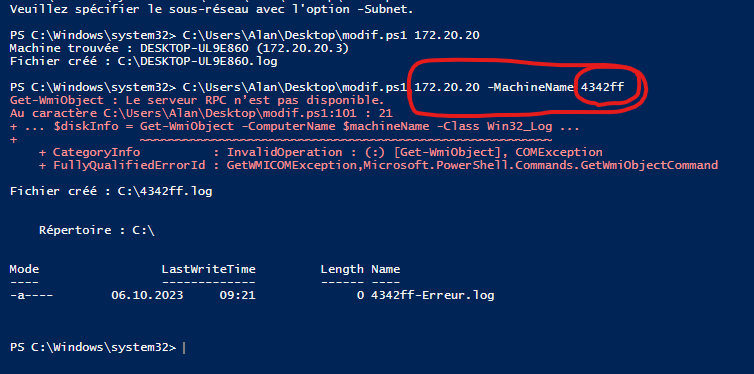 Veuillez spécifier le sous-réseau avec l'option -Subnet.
PS C:\Windows\system32> C:\Users\Alan\Desktop\modif.ps1 172.20.20
Machine trouvée : DESKTOP-UL9E860 (172.20.20.3)
Fichier créé : C:\DESKTOP-UL9E860.log
PS C:\Windows\system32> C:\Users\Alan\Desktop\modif.ps1 172.20.20 -MachineName 4342ff
Get-WmiObject : Le serveur RPC n'est pas disponible.
Au caractère C:\Users\Alan\Desktop\modif.ps1:101 : 21
+ ... $diskInfo = Get-WmiObject -ComputerName $machineName -Class Win32_Log ...
+                 ~~~~~~~~~~~~~~~~~~~~~~~~~~~~~~~~~~~~~~~~~~~~~~~~~~~~~~~~~
+ CategoryInfo          : InvalidOperation : (:) [Get-WmiObject], COMException
+ FullyQualifiedErrorId : GetWMICOMException,Microsoft.PowerShell.Commands.GetWmiObjectCommand
Fichier créé : C:\4342ff.log
Répertoire : C:\
Mode                LastWriteTime         Length Name
----                -------------         ------ ----
-a----       06.10.2023     09:21              0 4342ff-Erreur.log
PS C:\Windows\system32>